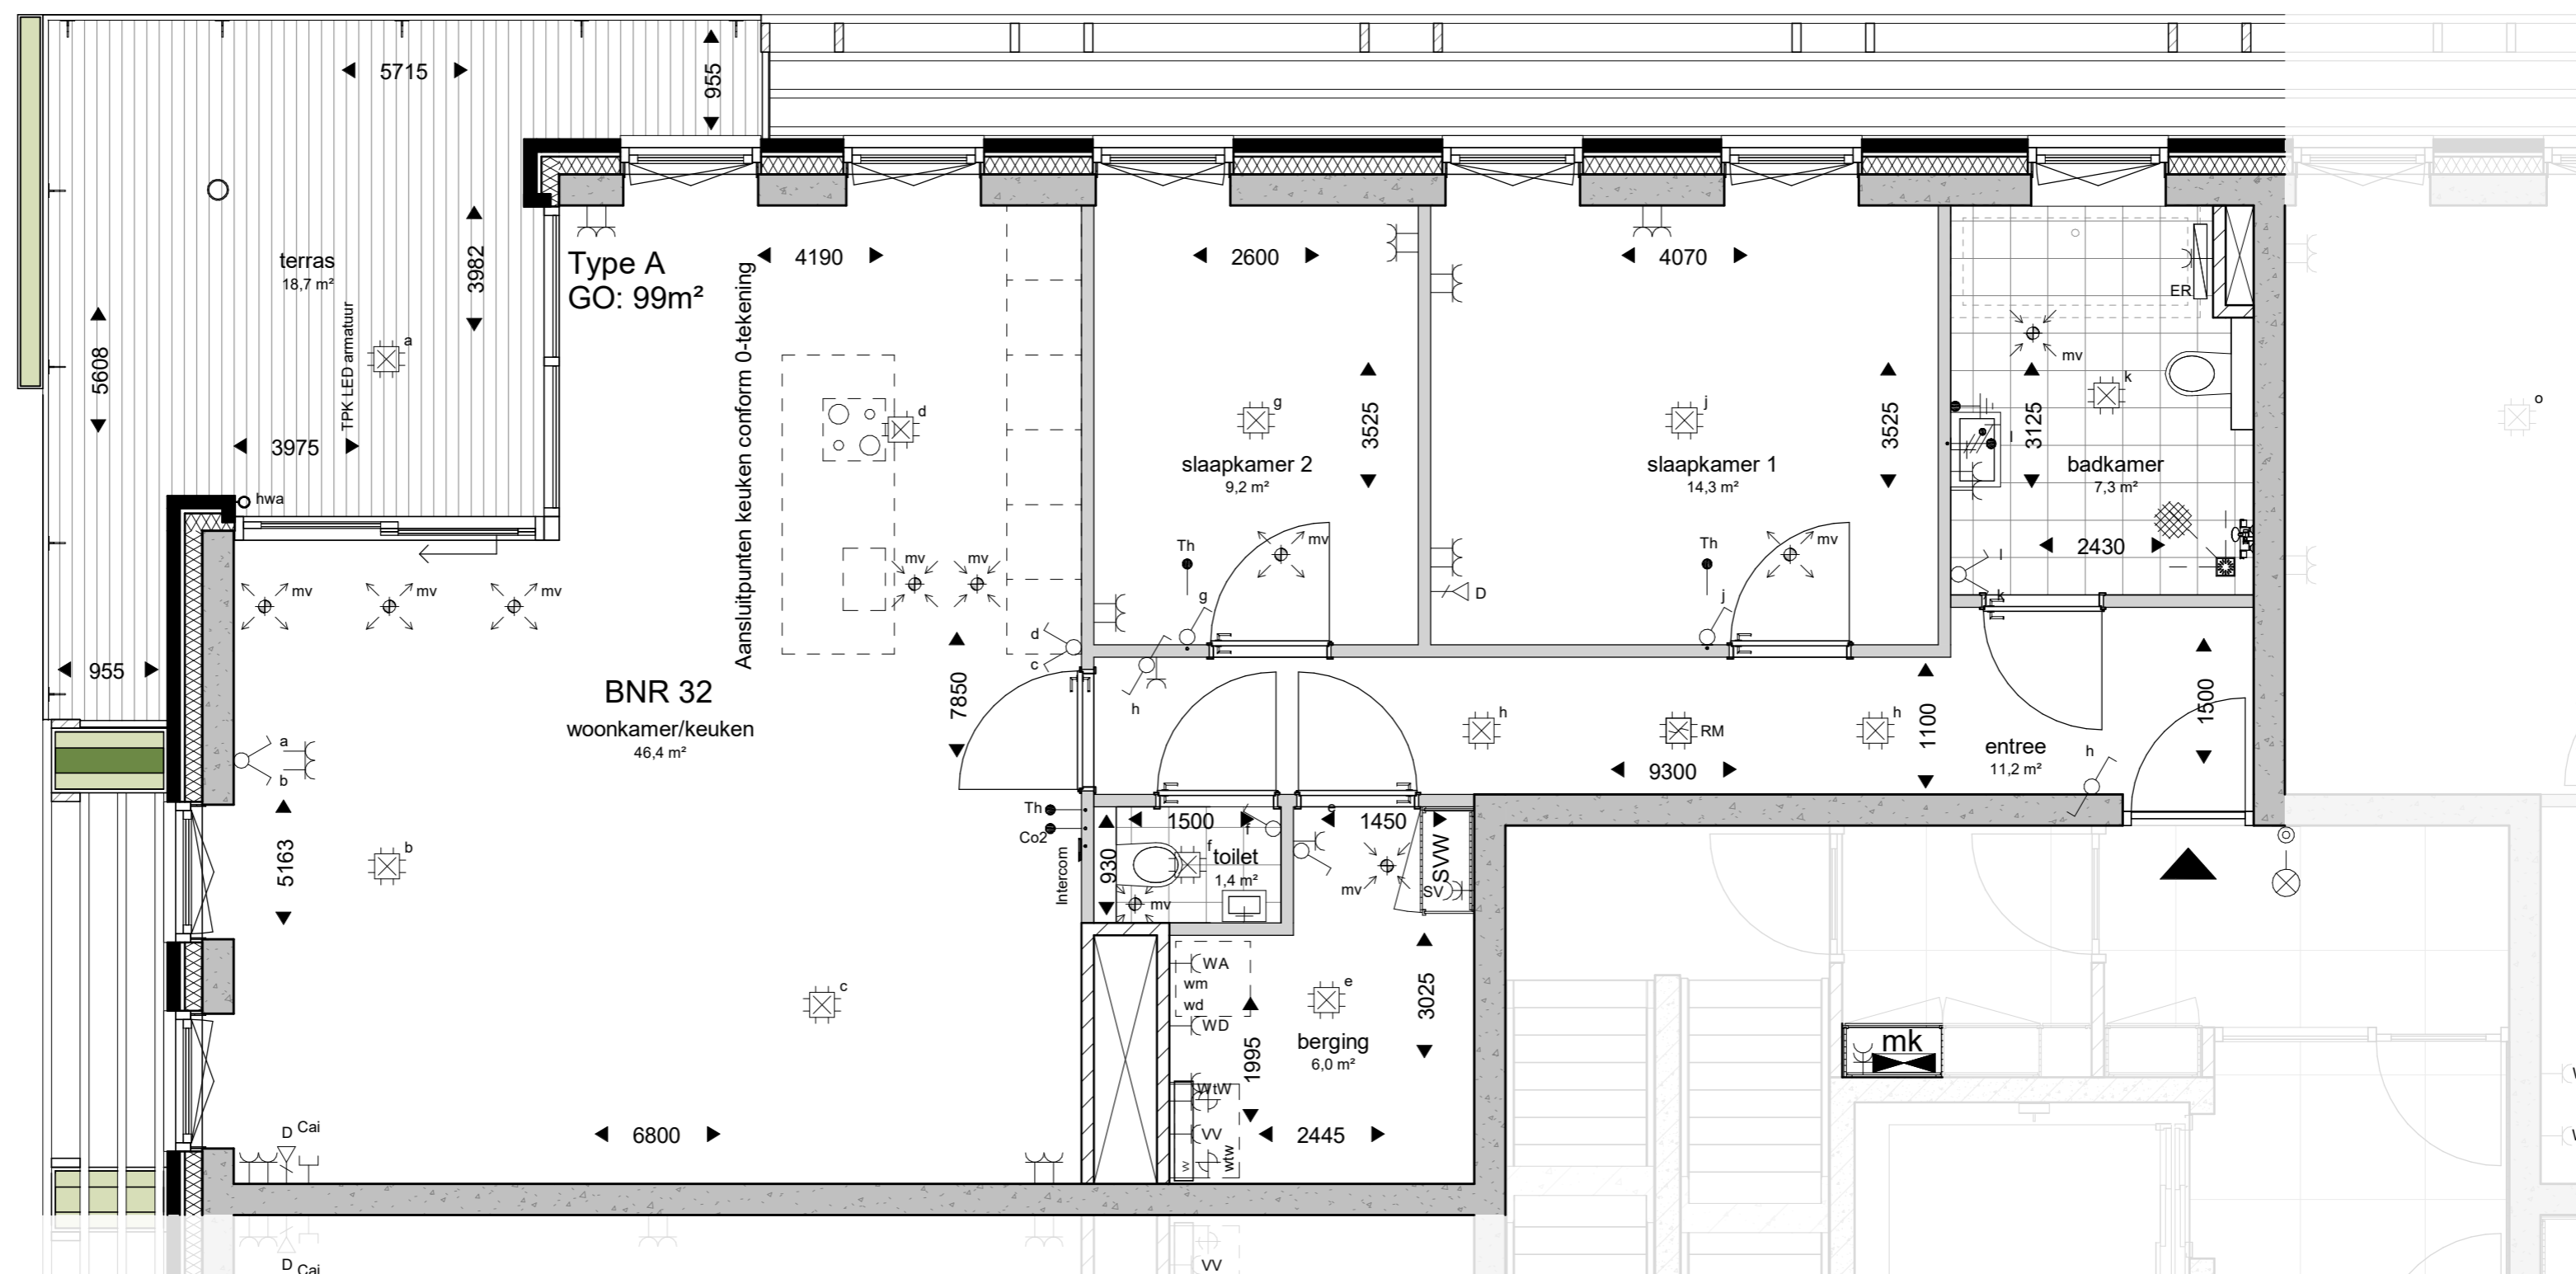 5715
955
terras
18,7 m²
3982
5608
TPK LED armatuur
a
3975
hwa
955
Type A
GO: 99m²
4190
Aansluitpunten keuken conform 0-tekening
d
mv
mv
mv
mv
mv
d
c
7850
BNR 32
woonkamer/keuken
46,4 m²
a
b
b
5163
c
6800
D
Cai
Th
Co2
Intercom
2600
g
3525
slaapkamer 2
9,2 m²
Th
g
mv
h
4070
j
3525
slaapkamer 1
14,3 m²
Th
j
mv
D
ER
mv
k
3125
l
badkamer
7,3 m²
2430
l
k
h
RM
h
9300
1100
entree
11,2 m²
h
1500
1500
f
930
f
toilet
1,4 m²
mv
e
1450
mv
SVW
SV
WA
wm
wd
WD
1995
e
berging
6,0 m²
3025
WtW
VV
w
wtw
2445
mk
o
D
Cai
VV